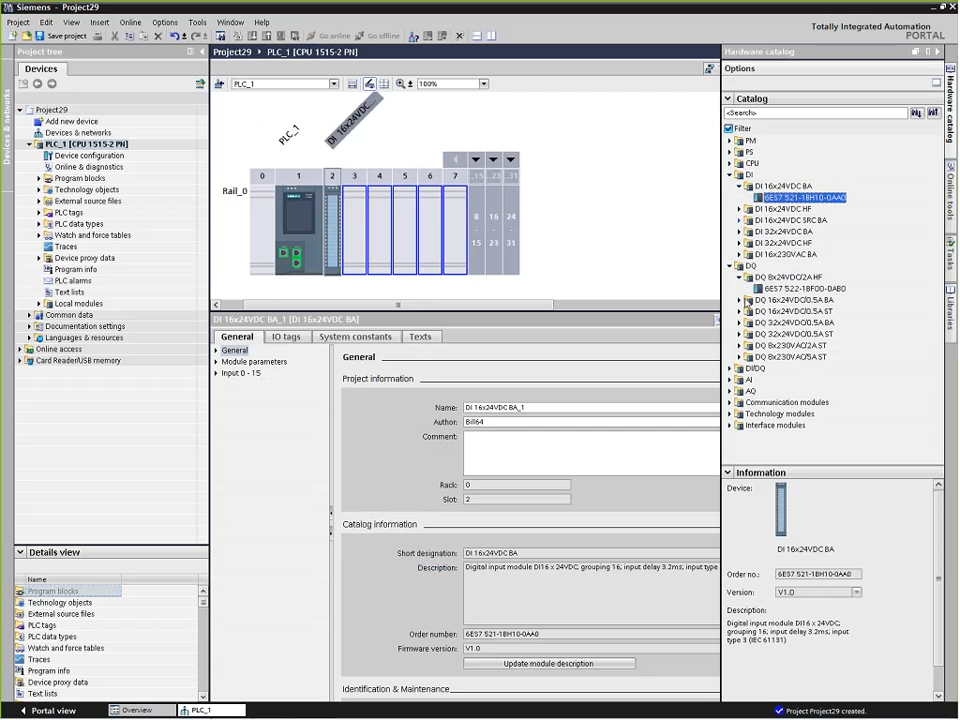 Siemens - Project29
Project Edit View Insert Online Options Tools Window Help
Totally Integrated Automation
PORTAL
Save project
Go online
Go offline
Project tree
Devices
Devices & networks
Project29
Add new device
Devices & networks
PLC_1 [CPU 1515-2 PN]
Device configuration
Online & diagnostics
Program blocks
Technology objects
External source files
PLC tags
PLC data types
Watch and force tables
Traces
Device proxy data
Program info
PLC alarms
Text lists
Local modules
Common data
Documentation settings
Languages & resources
Online access
Card Reader/USB memory
Details view
Name
Program blocks
Technology objects
External source files
PLC tags
PLC data types
Watch and force tables
Traces
Program info
Device proxy data
Text lists
Project29 PLC_1 [CPU 1515-2 PN]
PLC_1
100%
PLC_1
DI 16x24VDC...
0 1 2 3 4 5 6 7 ...15 ...23 ...31
Rail_0
8 16 24
- - -
15 23 31
DI 16x24VDC BA_1 [DI 16x24VDC BA]
General IO tags System constants Texts
General
Module parameters
Input 0 - 15
General
Project information
Name: DI 16x24VDC BA_1
Author: Bill64
Comment:
Rack: 0
Slot: 2
Catalog information
Short designation: DI 16x24VDC BA
Description: Digital input module DI16 x 24VDC; grouping 16; input delay 3.2ms; input type
Order number: 6ES7 521-1BH10-0AA0
Firmware version: V1.0
Update module description
Identification & Maintenance
Hardware catalog
Options
Catalog
<Search>
Filter
PM
PS
CPU
DI
DI 16x24VDC BA
6ES7 521-1BH10-0AA0
DI 16x24VDC HF
DI 16x24VDC SRC BA
DI 32x24VDC BA
DI 32x24VDC HF
DI 16x230VAC BA
DQ
DQ 8x24VDC/2A HF
6ES7 522-1BF00-0AB0
DQ 16x24VDC/0.5A BA
DQ 16x24VDC/0.5A ST
DQ 32x24VDC/0.5A BA
DQ 32x24VDC/0.5A ST
DQ 8x230VAC/2A ST
DQ 8x230VAC/5A ST
DI/DQ
AI
AQ
Communication modules
Technology modules
Interface modules
Information
Device:
DI 16x24VDC BA
Order no.: 6ES7 521-1BH10-0AA0
Version: V1.0
Description:
Digital input module DI16 x 24VDC;
grouping 16; input delay 3.2ms; input
type 3 (IEC 61131)
Hardware catalog
Online tools
Tasks
Libraries
Portal view
Overview
PLC_1
Project Project29 created.